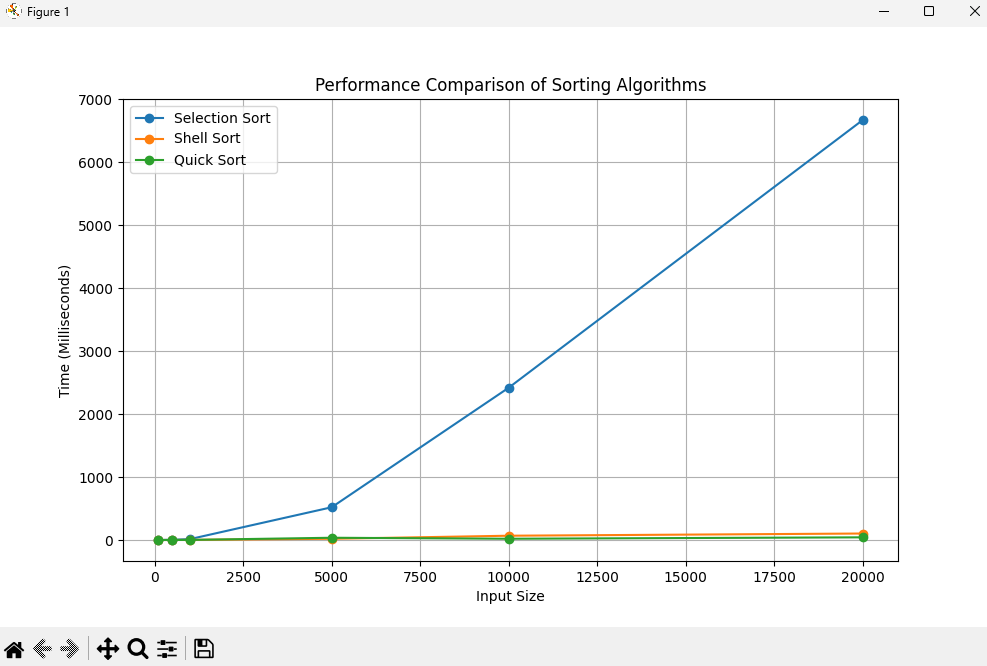 Figure 1
Performance Comparison of Sorting Algorithms
Selection Sort
Shell Sort
Quick Sort
Time (Milliseconds)
7000
6000
5000
4000
3000
2000
1000
0
0 2500 5000 7500 10000 12500 15000 17500 20000
Input Size